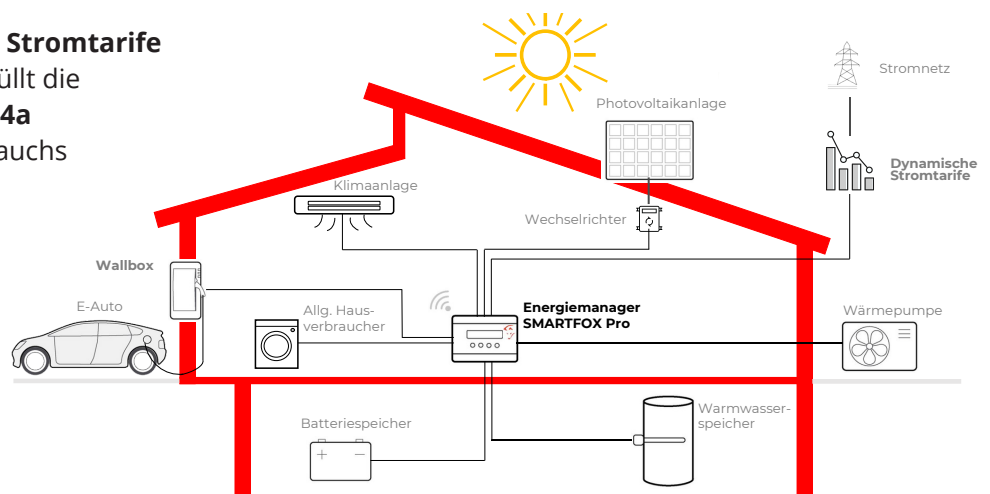 Stromtarife
üllt die
4a
auchs
Photovoltaikanlage
Stromnetz
Dynamische
Stromtarife
Klimaanlage
Wechselrichter
Wallbox
E-Auto
Allg. Haus-
verbraucher
Energiemanager
SMARTFOX Pro
Wärmepumpe
Batteriespeicher
Warmwasser-
speicher